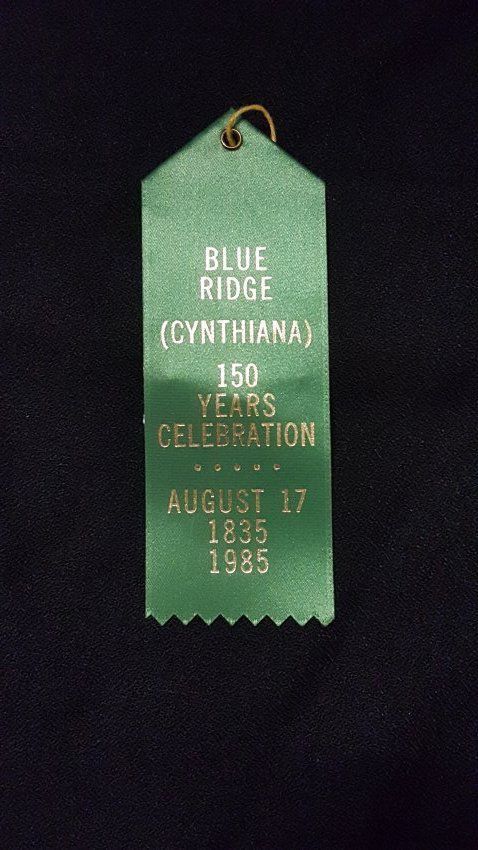 BLUE
RIDGE
(CYNTHIANA)
150
YEARS
CELEBRATION
• • • • •
AUGUST 17
1835
1985